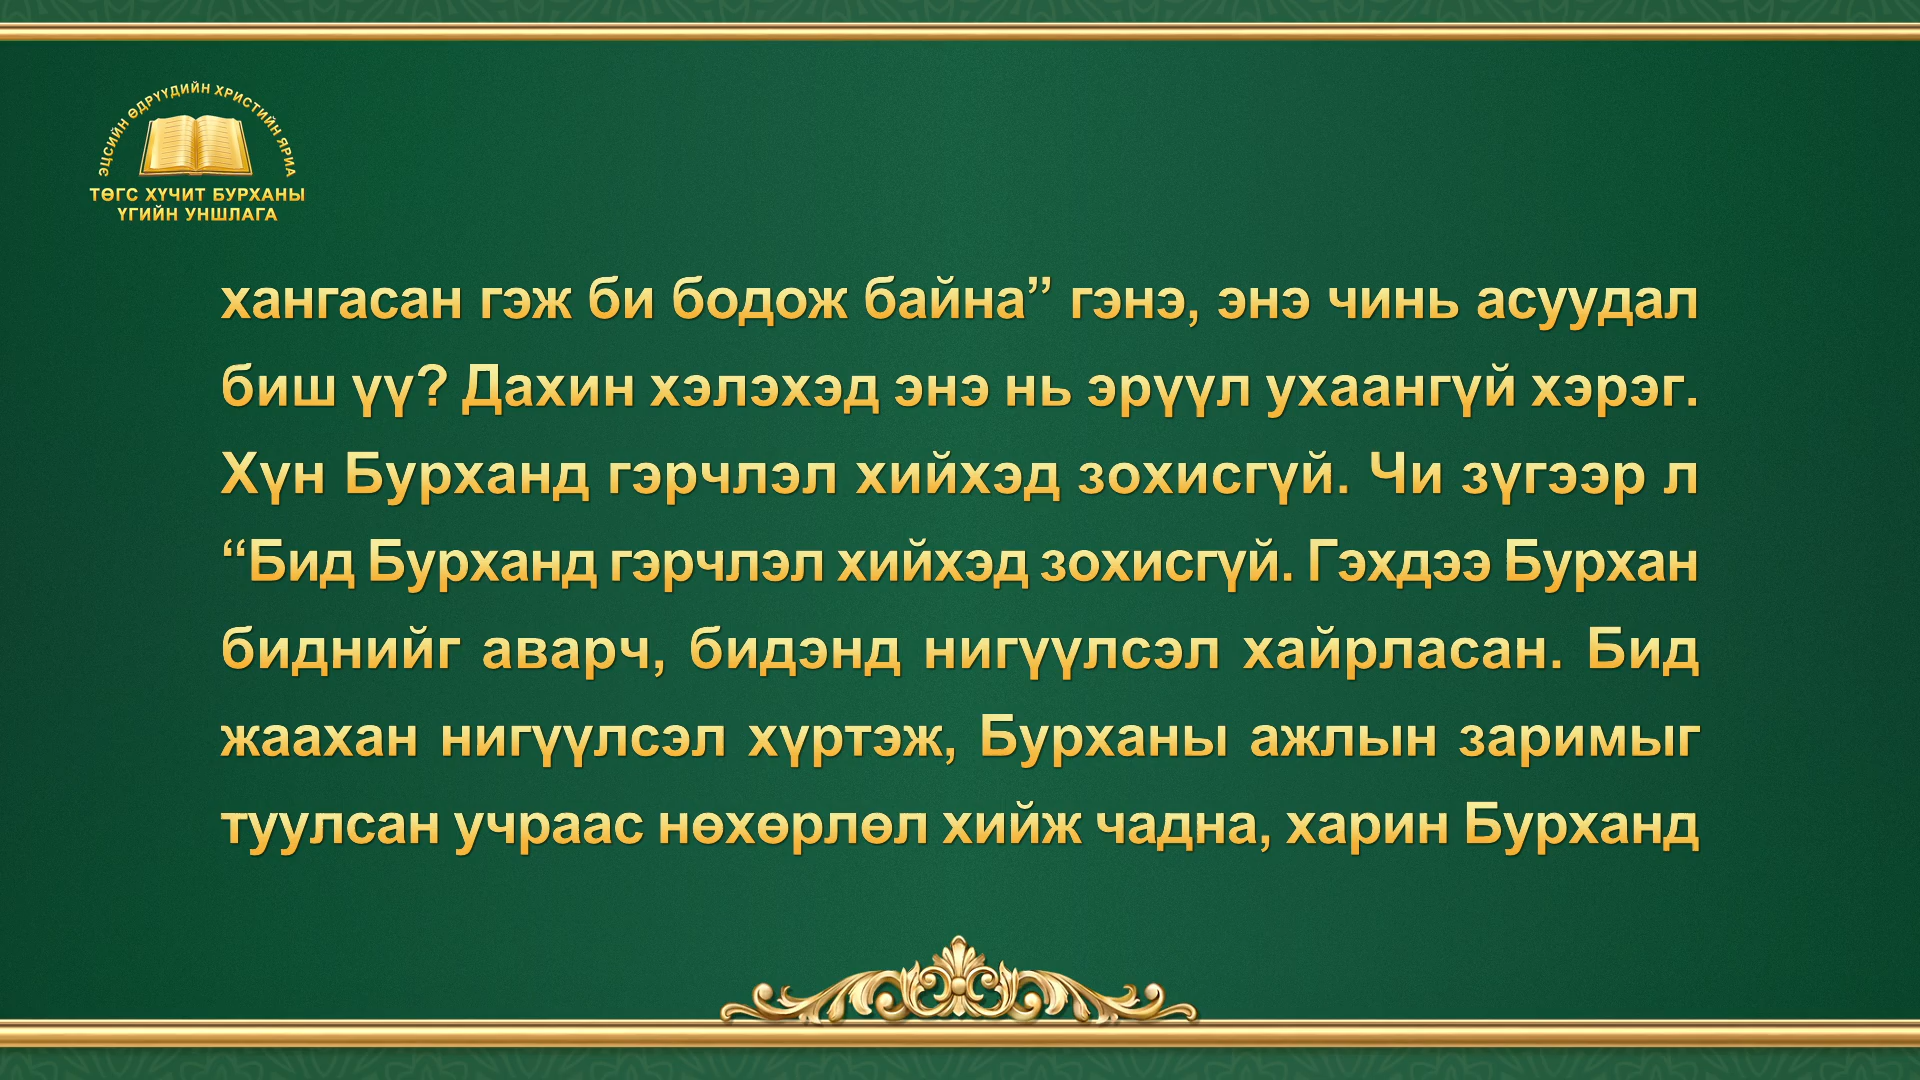 ЭЦСИЙН ӨДРҮҮДИЙН ХРИСТИЙН ЯРИА
ТӨГС ХҮЧИТ БУРХАНЫ
ҮГИЙН УНШЛАГА
хангасан гэж би бодож байна” гэнэ, энэ чинь асуудал
биш үү? Дахин хэлэхэд энэ нь эрүүл ухаангүй хэрэг.
Хүн Бурханд гэрчлэл хийхэд зохисгүй. Чи зүгээр л
“Бид Бурханд гэрчлэл хийхэд зохисгүй. Гэхдээ Бурхан
биднийг аварч, бидэнд нигүүлсэл хайрласан. Бид
жаахан нигүүлсэл хүртэж, Бурханы ажлын заримыг
туулсан учраас нөхөрлөл хийж чадна, харин Бурханд